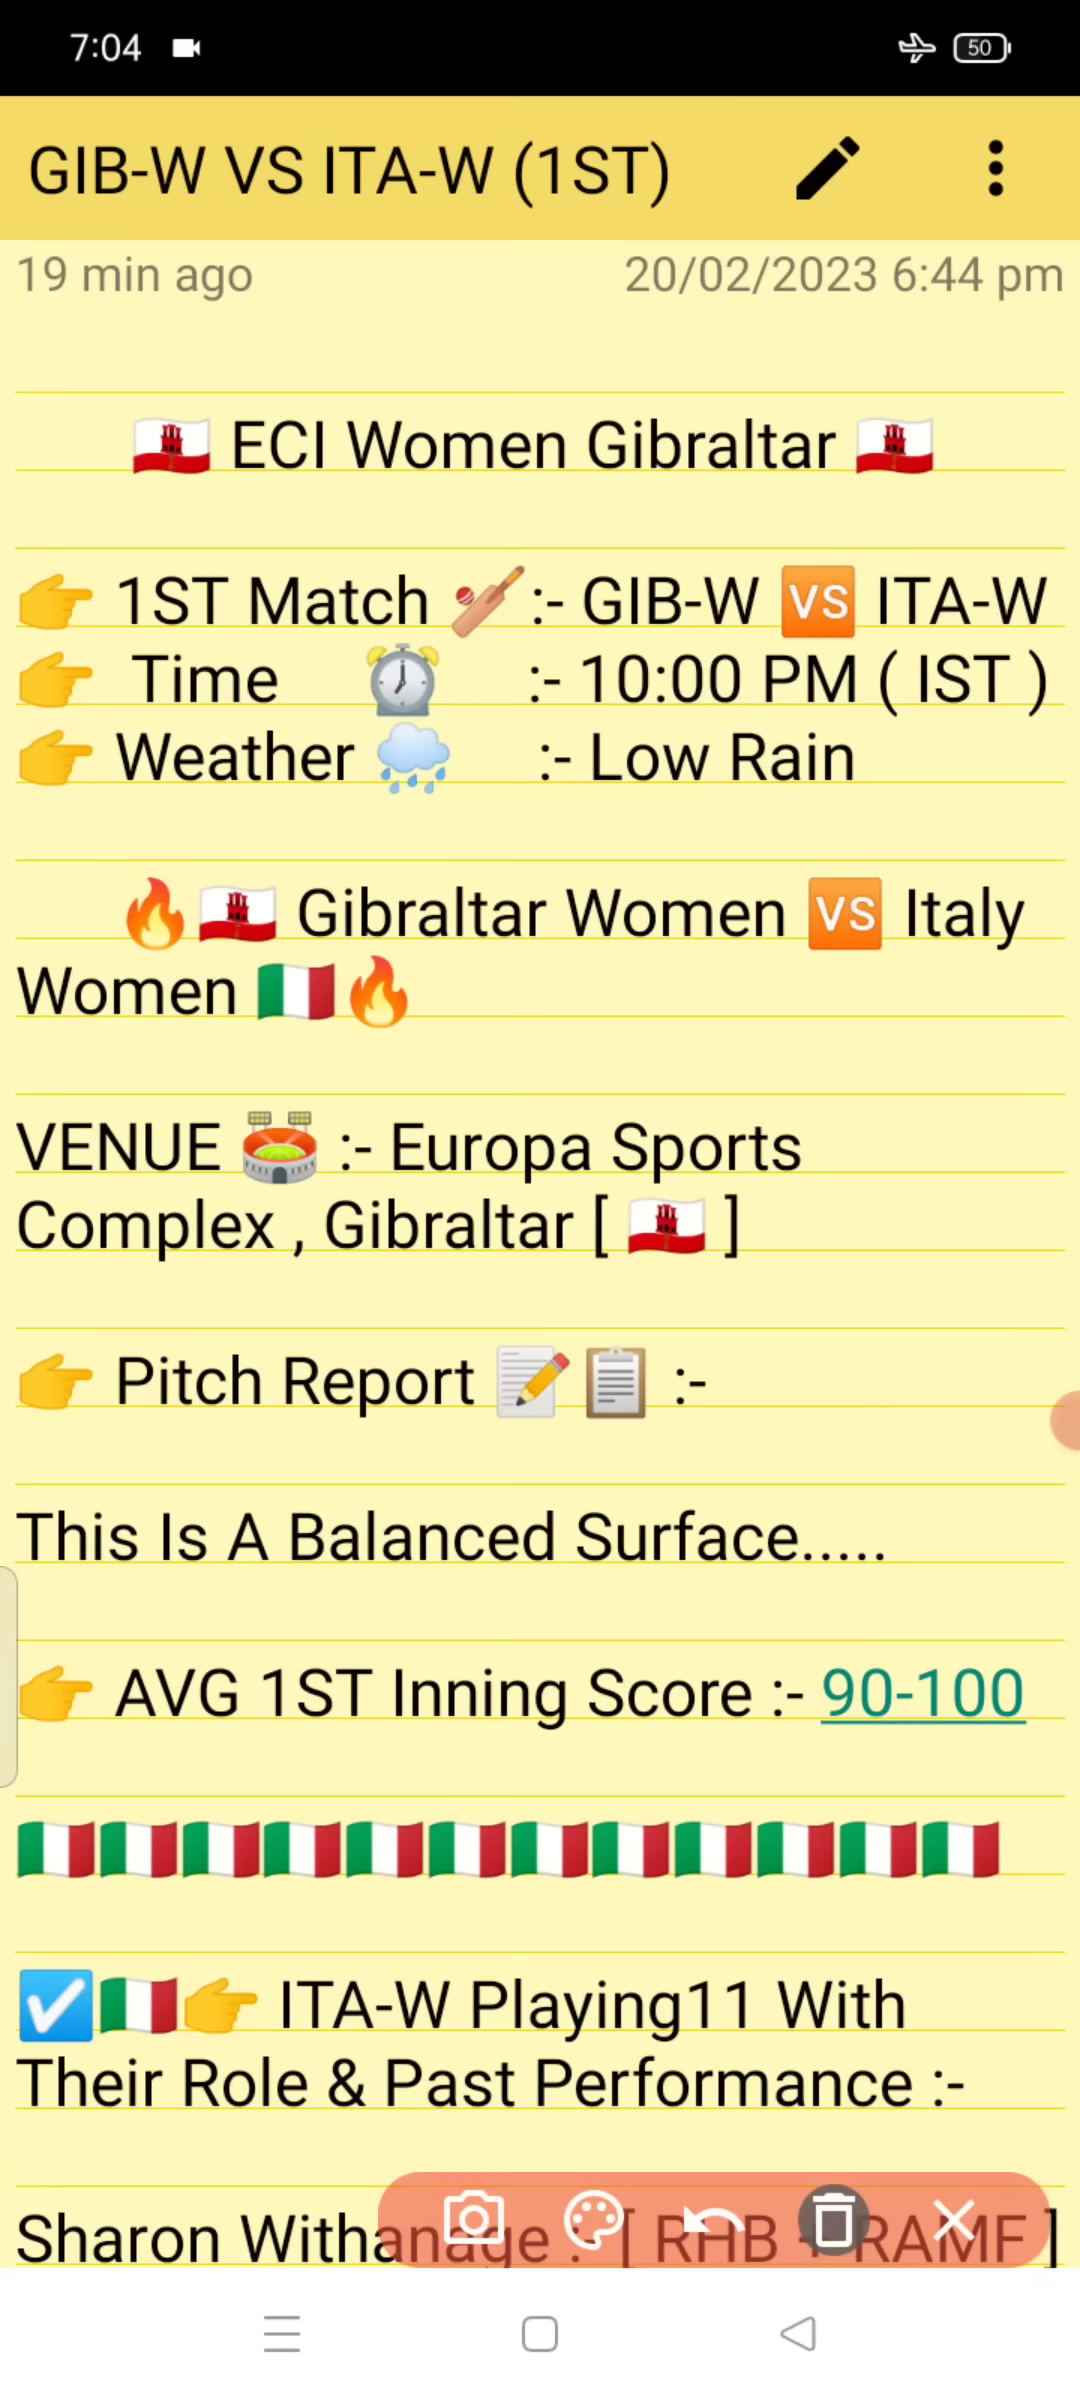 7:04
50
GIB-W VS ITA-W (1ST)
19 min ago
20/02/2023 6:44 pm
🇬🇮 ECI Women Gibraltar 🇬🇮
👉 1ST Match 🏏 :- GIB-W 🆚 ITA-W
👉 Time ⏰ :- 10:00 PM ( IST )
👉 Weather 🌧️ :- Low Rain
🔥🇬🇮 Gibraltar Women 🆚 Italy
Women 🇮🇹🔥
VENUE 🏟️ :- Europa Sports
Complex , Gibraltar [ 🇬🇮 ]
👉 Pitch Report 📝📋 :-
This Is A Balanced Surface.....
👉 AVG 1ST Inning Score :- 90-100
🇮🇹🇮🇹🇮🇹🇮🇹🇮🇹🇮🇹🇮🇹🇮🇹🇮🇹🇮🇹🇮🇹🇮🇹
☑️🇮🇹👉 ITA-W Playing11 With
Their Role & Past Performance :-
Sharon Withanage : [ RHB + RAMF ]